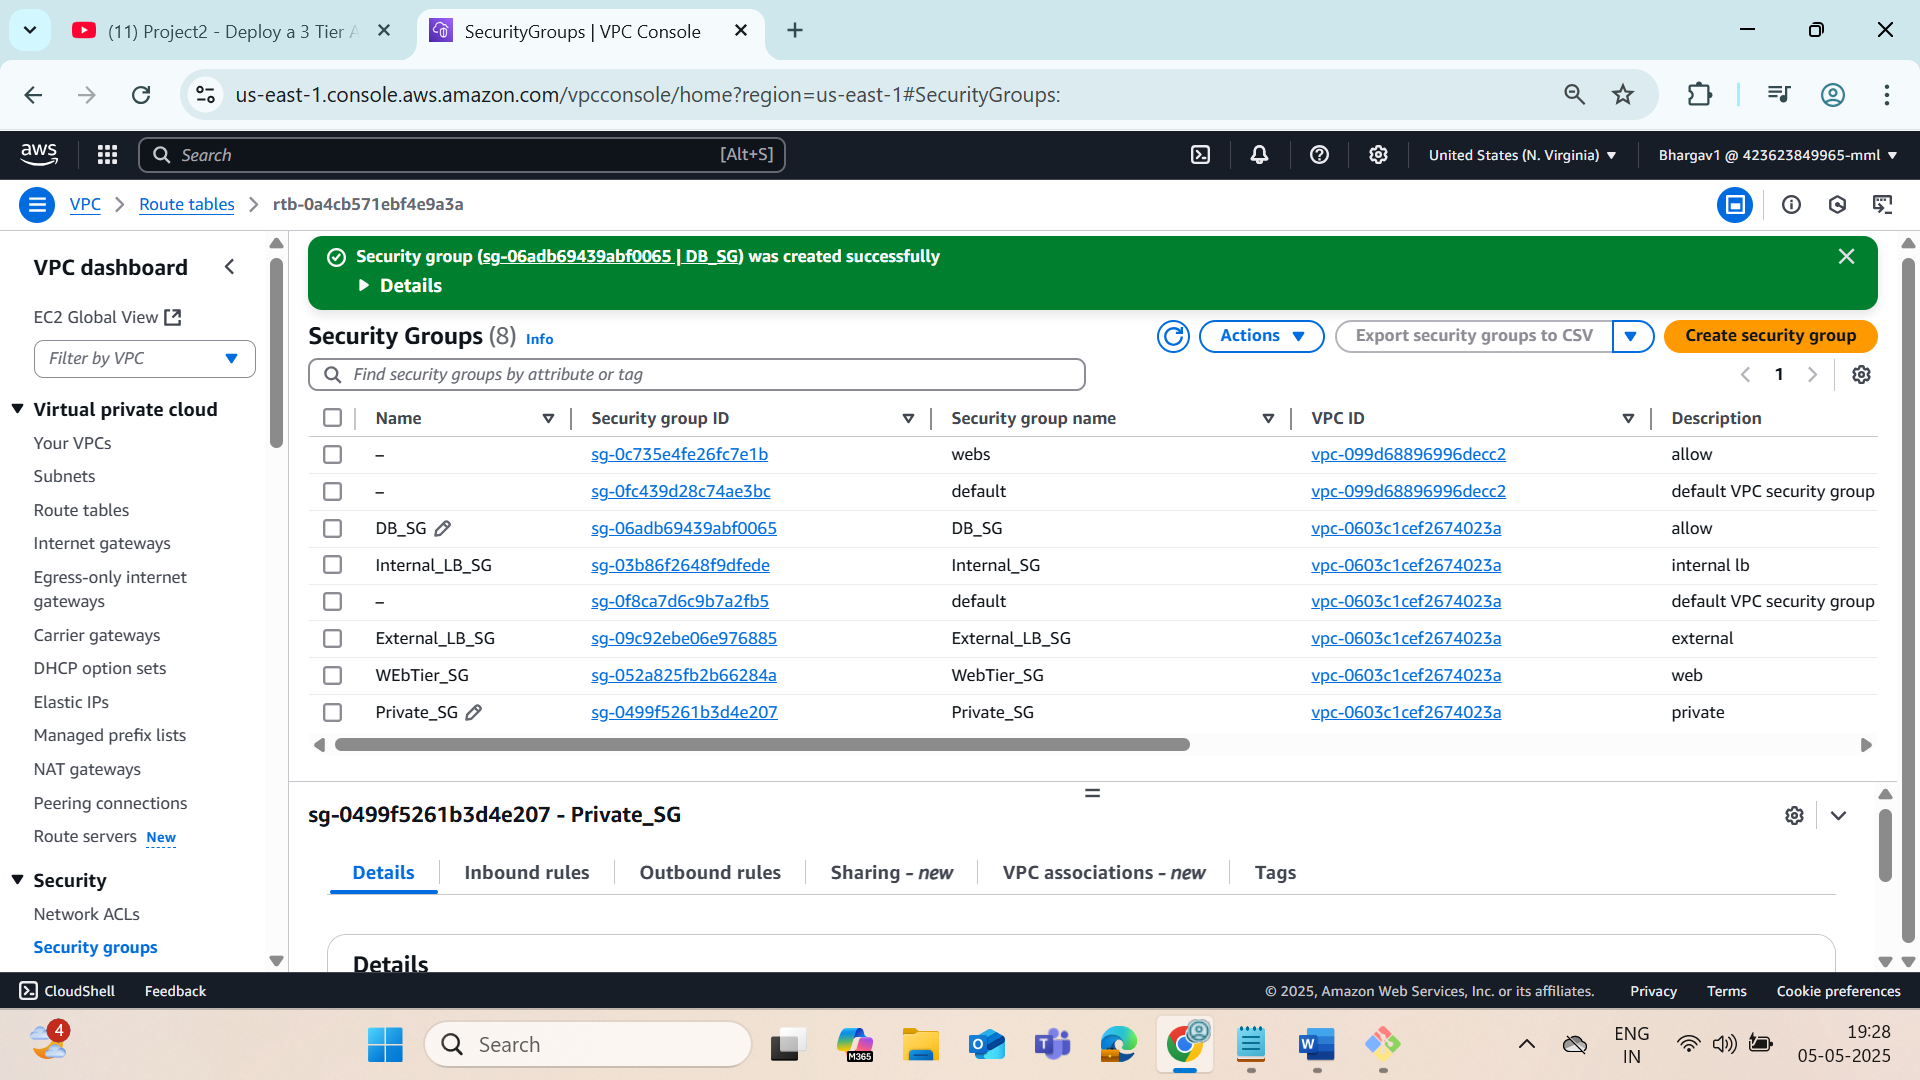 (11) Project2 - Deploy a 3 Tier A
SecurityGroups | VPC Console
us-east-1.console.aws.amazon.com/vpcconsole/home?region=us-east-1#SecurityGroups:
aws
Search
[Alt+S]
United States (N. Virginia)
Bhargav1 @ 423623849965-mml
VPC
Route tables
rtb-0a4cb571ebf4e9a3a
VPC dashboard
EC2 Global View
Filter by VPC
Virtual private cloud
Your VPCs
Subnets
Route tables
Internet gateways
Egress-only internet
gateways
Carrier gateways
DHCP option sets
Elastic IPs
Managed prefix lists
NAT gateways
Peering connections
Route servers New
Security
Network ACLs
Security groups
Security group (sg-06adb69439abf0065 | DB_SG) was created successfully
Details
Security Groups (8) Info
Actions
Export security groups to CSV
Create security group
Find security groups by attribute or tag
1
Name Security group ID Security group name VPC ID Description
– sg-0c735e4fe26fc7e1b webs vpc-099d68896996decc2 allow
– sg-0fc439d28c74ae3bc default vpc-099d68896996decc2 default VPC security group
DB_SG sg-06adb69439abf0065 DB_SG vpc-0603c1cef2674023a allow
Internal_LB_SG sg-03b86f2648f9dfede Internal_SG vpc-0603c1cef2674023a internal lb
– sg-0f8ca7d6c9b7a2fb5 default vpc-0603c1cef2674023a default VPC security group
External_LB_SG sg-09c92ebe06e976885 External_LB_SG vpc-0603c1cef2674023a external
WEbTier_SG sg-052a825fb2b66284a WebTier_SG vpc-0603c1cef2674023a web
Private_SG sg-0499f5261b3d4e207 Private_SG vpc-0603c1cef2674023a private
sg-0499f5261b3d4e207 - Private_SG
Details
Inbound rules
Outbound rules
Sharing - new
VPC associations - new
Tags
Details
CloudShell
Feedback
© 2025, Amazon Web Services, Inc. or its affiliates.
Privacy
Terms
Cookie preferences
4
Search
M365
ENG
IN
19:28
05-05-2025